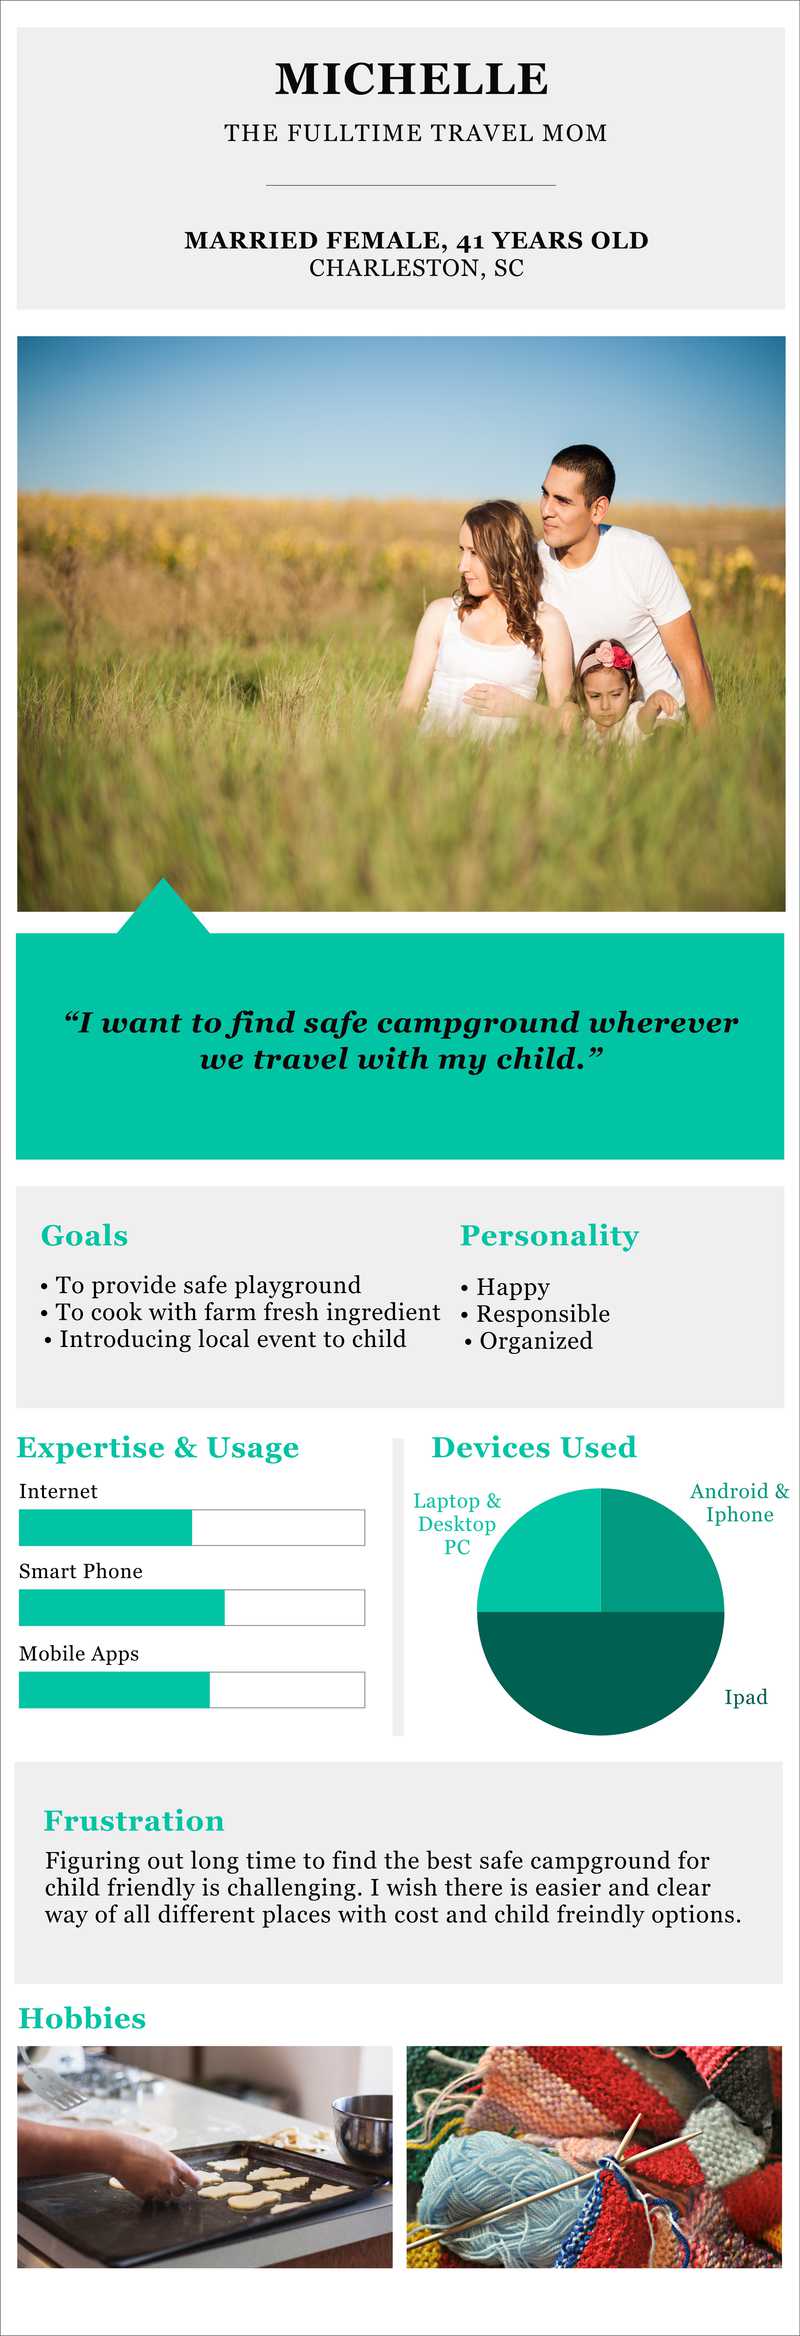 MICHELLE
THE FULLTIME TRAVEL MOM
MARRIED FEMALE, 41 YEARS OLD
CHARLESTON, SC
“I want to find safe campground wherever
we travel with my child.”
Goals
• To provide safe playground
• To cook with farm fresh ingredient
• Introducing local event to child
Personality
• Happy
• Responsible
• Organized
Expertise & Usage
Internet
Smart Phone
Mobile Apps
Devices Used
Laptop &
Desktop
PC
Android &
Iphone
Ipad
Frustration
Figuring out long time to find the best safe campground for
child friendly is challenging. I wish there is easier and clear
way of all different places with cost and child freindly options.
Hobbies